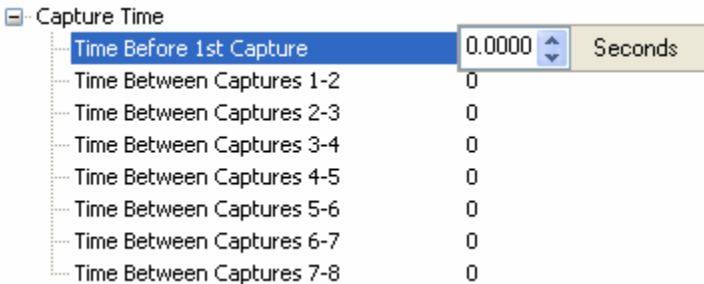 Capture Time
Time Before 1st Capture 0.0000 Seconds
Time Between Captures 1-2 0
Time Between Captures 2-3 0
Time Between Captures 3-4 0
Time Between Captures 4-5 0
Time Between Captures 5-6 0
Time Between Captures 6-7 0
Time Between Captures 7-8 0